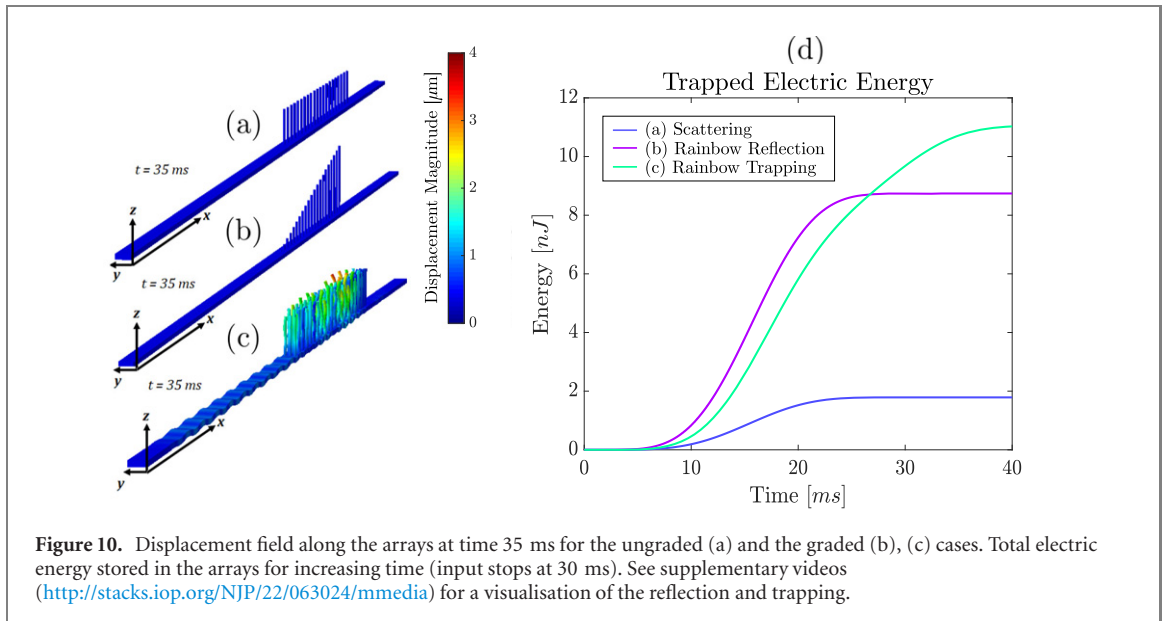 (a)
t = 35 ms
z
x
y
(b)
t = 35 ms
z
x
y
(c)
t = 35 ms
z
x
y
Displacement Magnitude [μm]
4
3
2
1
0
(d)
Trapped Electric Energy
(a) Scattering
(b) Rainbow Reflection
(c) Rainbow Trapping
Energy [nJ]
12
10
8
6
4
2
0
0 10 20 30 40
Time [ms]
Figure 10. Displacement field along the arrays at time 35 ms for the ungraded (a) and the graded (b), (c) cases. Total electric
energy stored in the arrays for increasing time (input stops at 30 ms). See supplementary videos
(http://stacks.iop.org/NJP/22/063024/mmedia) for a visualisation of the reflection and trapping.